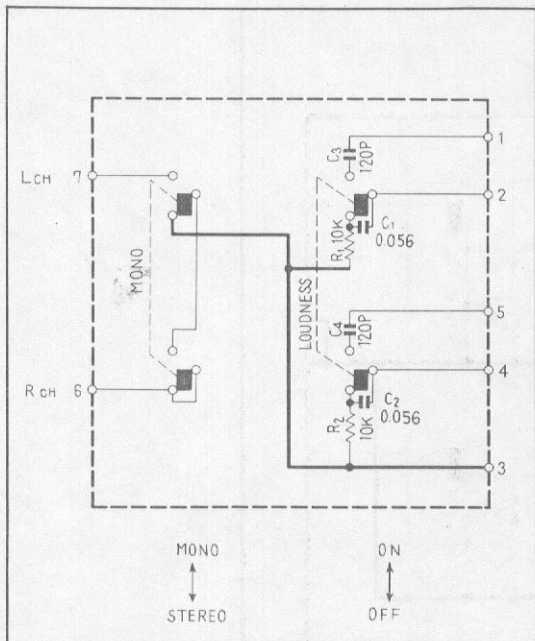 1
C3
120P
LCH 7
2
C1
0.056
R1 10K
MONO
LOUDNESS
5
C4
120P
4
RCH 6
C2
0.056
R2
10K
3
MONO
ON
STEREO
OFF